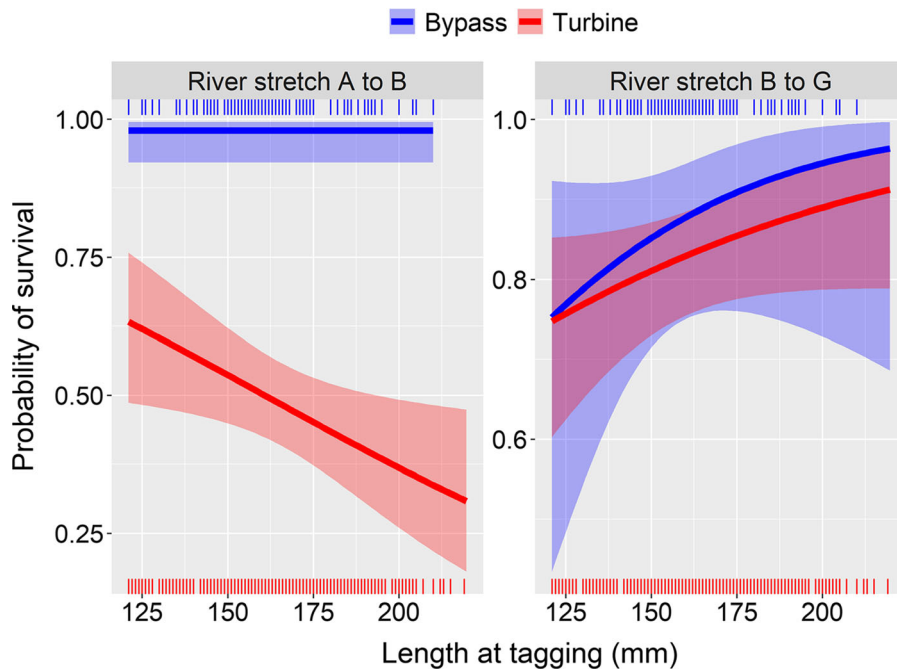 Bypass Turbine
River stretch A to B
River stretch B to G
Probability of survival
1.00
0.75
0.50
0.25
1.0
0.8
0.6
125 150 175 200
125 150 175 200
Length at tagging (mm)